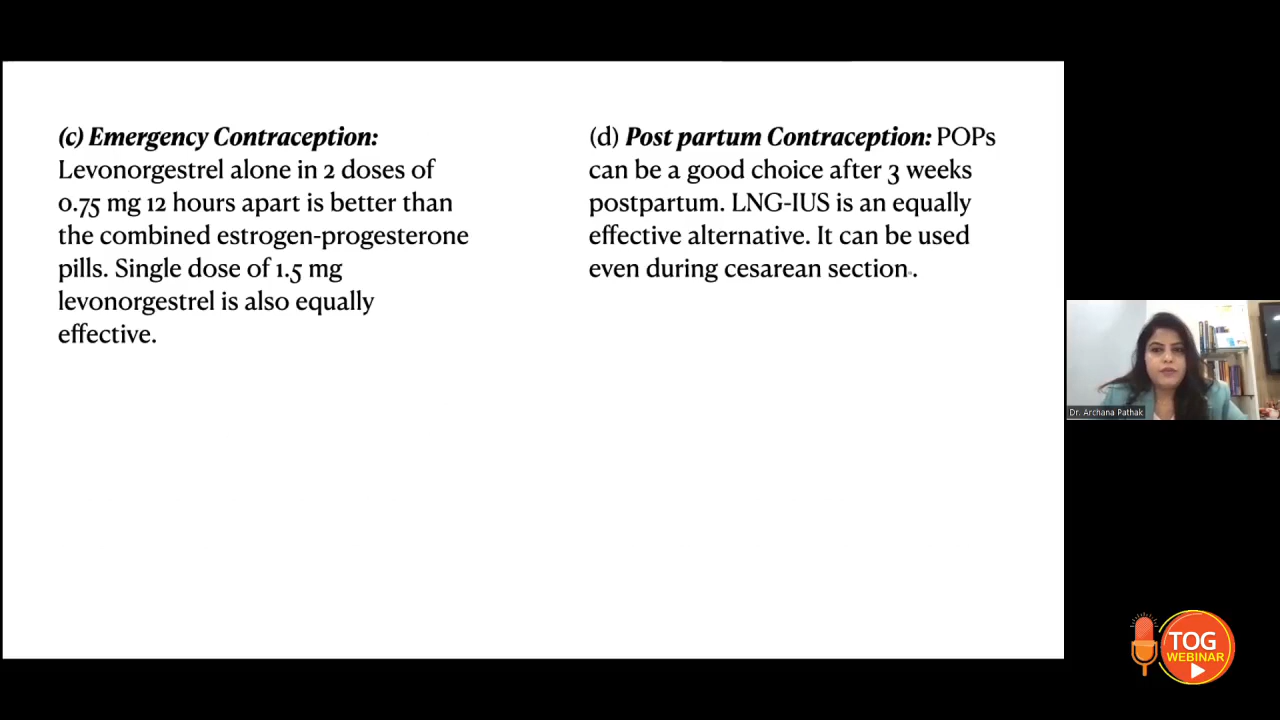 (c) Emergency Contraception:
Levonorgestrel alone in 2 doses of
0.75 mg 12 hours apart is better than
the combined estrogen-progesterone
pills. Single dose of 1.5 mg
levonorgestrel is also equally
effective.
(d) Post partum Contraception: POPs
can be a good choice after 3 weeks
postpartum. LNG-IUS is an equally
effective alternative. It can be used
even during cesarean section.
Dr. Archana Pathak
TOG
WEBINAR